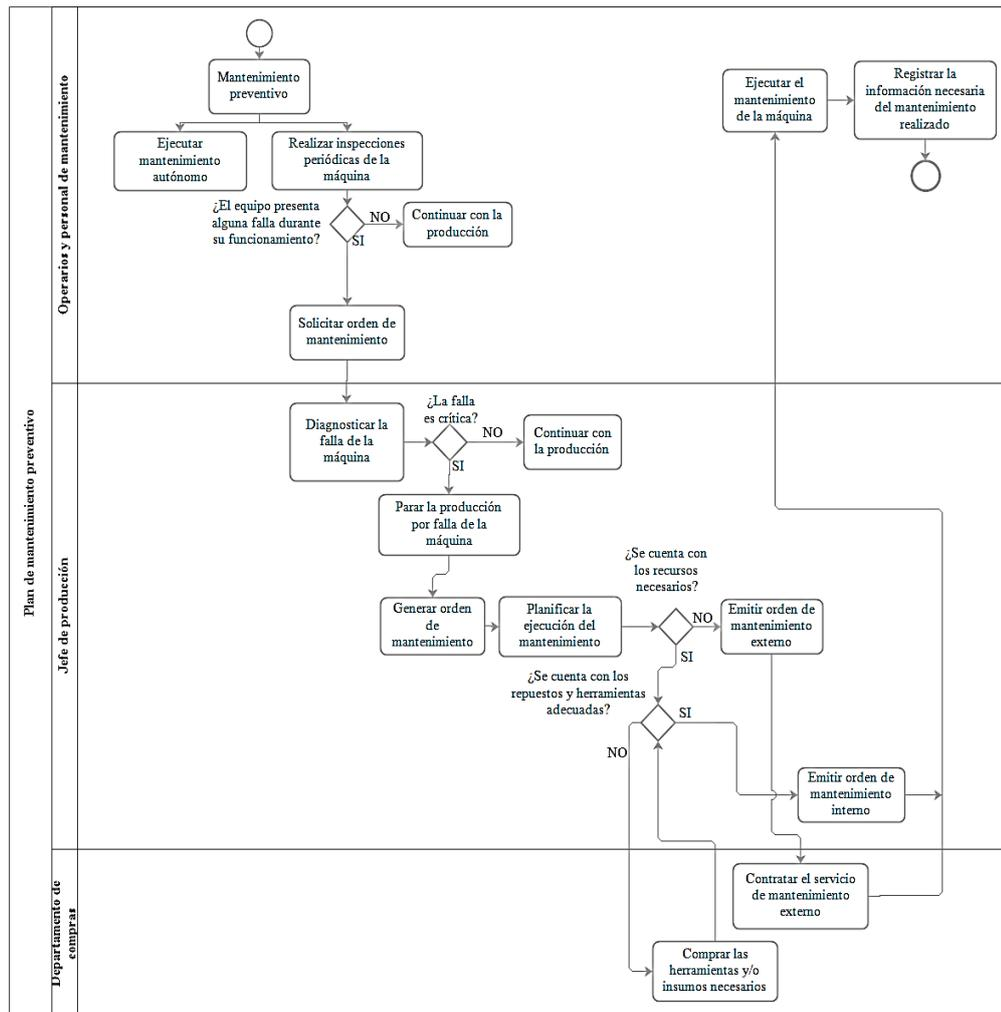 Plan de mantenimiento preventivo
Operarios y personal de mantenimiento
Mantenimiento
preventivo
Ejecutar
mantenimiento
autónomo
Realizar inspecciones
periódicas de la
máquina
¿El equipo presenta
alguna falla durante
su funcionamiento?
NO
SI
Continuar con la
producción
Solicitar orden de
mantenimiento
Ejecutar el
mantenimiento
de la máquina
Registrar la
información necesaria
del mantenimiento
realizado
Jefe de producción
Diagnosticar la
falla de la
máquina
¿La falla
es crítica?
NO
SI
Continuar con
la producción
Parar la producción
por falla de la
máquina
Generar orden
de
mantenimiento
Planificar la
ejecución del
mantenimiento
¿Se cuenta con
los recursos
necesarios?
NO
SI
Emitir orden de
mantenimiento
externo
¿Se cuenta con los
repuestos y herramientas
adecuadas?
SI
NO
Emitir orden de
mantenimiento
interno
Departamento de
compras
Contratar el servicio
de mantenimiento
externo
Comprar las
herramientas y/o
insumos necesarios